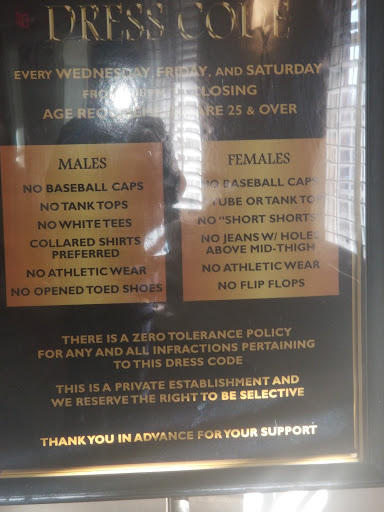 DRESS CODE
EVERY WEDNESDAY, FRIDAY, AND SATURDAY
CLOSING
AGE ARE 25 & OVER
MALES
NO BASEBALL CAPS
NO TANK TOPS
NO WHITE TEES
COLLARED SHIRTS
PREFERRED
NO ATHLETIC WEAR
NO OPENED TOED SHOES
FEMALES
NO BASEBALL CAPS
TUBE OR TANK TOP
NO "SHORT SHORTS"
NO JEANS W/ HOLES
ABOVE MID-THIGH
NO ATHLETIC WEAR
NO FLIP FLOPS
THERE IS A ZERO TOLERANCE POLICY
FOR ANY AND ALL INFRACTIONS PERTAINING
TO THIS DRESS CODE
THIS IS A PRIVATE ESTABLISHMENT AND
WE RESERVE THE RIGHT TO BE SELECTIVE
THANK YOU IN ADVANCE FOR YOUR SUPPORT